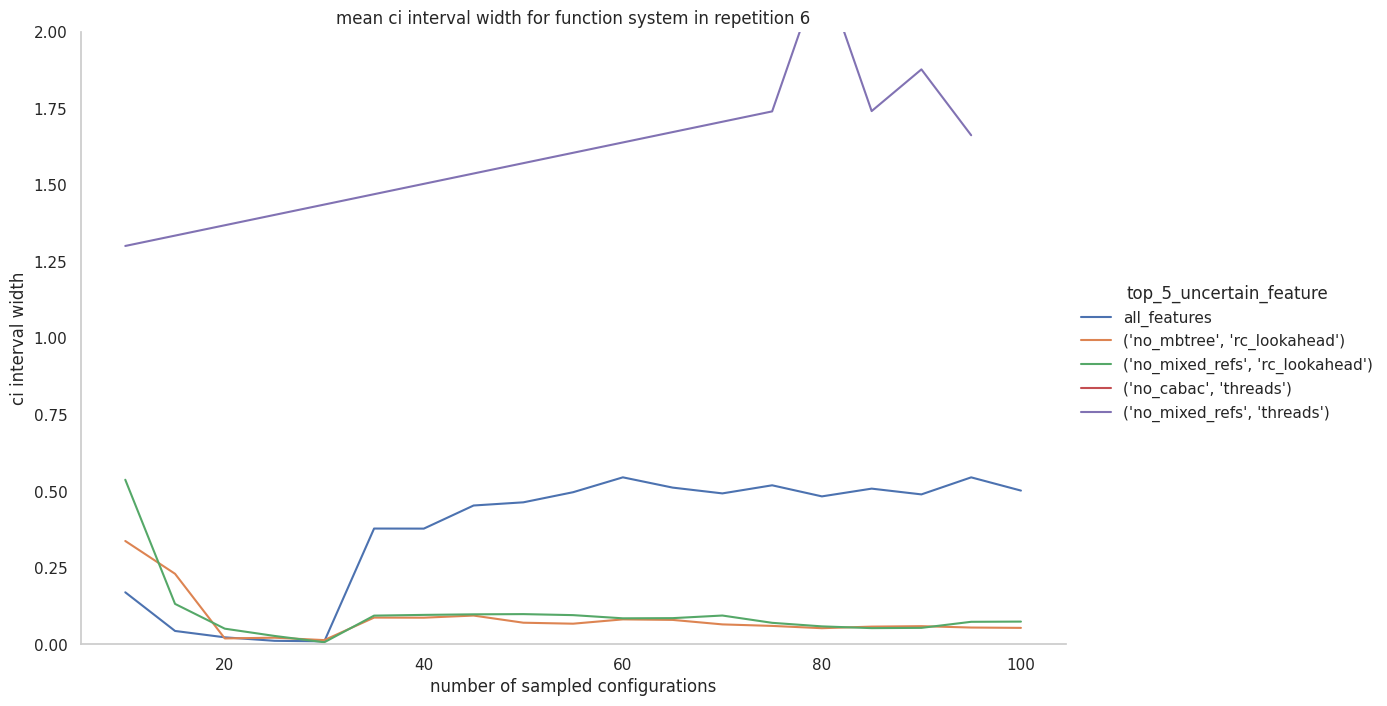 mean ci interval width for function system in repetition 6
2.00
1.75
1.50
1.25
1.00
0.75
0.50
0.25
0.00
ci interval width
20 40 60 80 100
number of sampled configurations
top_5_uncertain_feature
all_features
('no_mbtree', 'rc_lookahead')
('no_mixed_refs', 'rc_lookahead')
('no_cabac', 'threads')
('no_mixed_refs', 'threads')